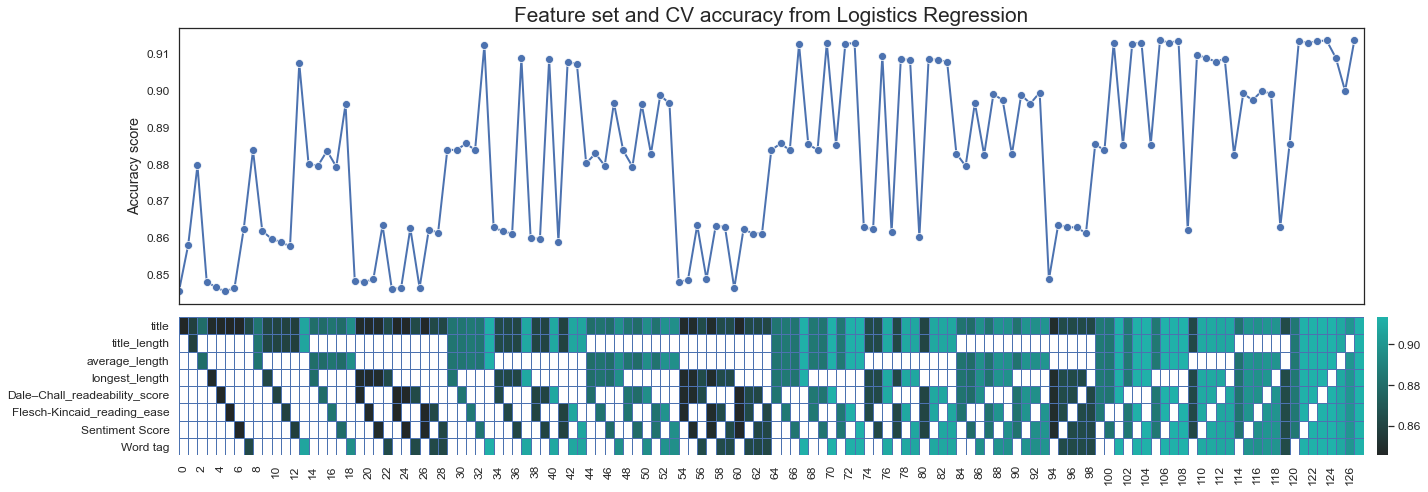 Feature set and CV accuracy from Logistics Regression
Accuracy score
0.91
0.90
0.89
0.88
0.87
0.86
0.85
title
title_length
average_length
longest_length
Dale–Chall_readeability_score
Flesch-Kincaid_reading_ease
Sentiment Score
Word tag
0.90
0.88
0.86
0 2 4 6 8 10 12 14 16 18 20 22 24 26 28 30 32 34 36 38 40 42 44 46 48 50 52 54 56 58 60 62 64 66 68 70 72 74 76 78 80 82 84 86 88 90 92 94 96 98 100 102 104 106 108 110 112 114 116 118 120 122 124 126